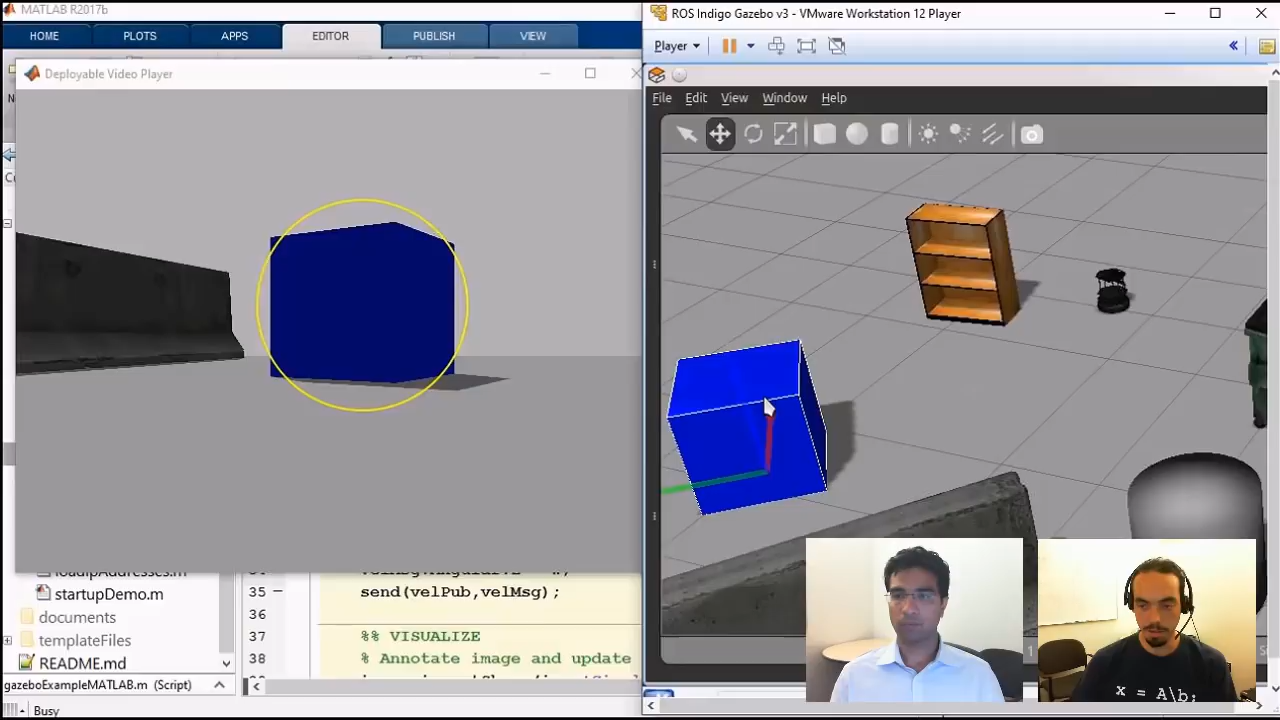 MATLAB R2017b
HOME PLOTS APPS EDITOR PUBLISH VIEW
Deployable Video Player
startupDemo.m
documents
templateFiles
README.md
gazeboExampleMATLAB.m (Script)
Busy
35
send(velPub,velMsg);
36
37
%% VISUALIZE
38
% Annotate image and update
ROS Indigo Gazebo v3 - VMware Workstation 12 Player
Player
File Edit View Window Help
x = A\b;